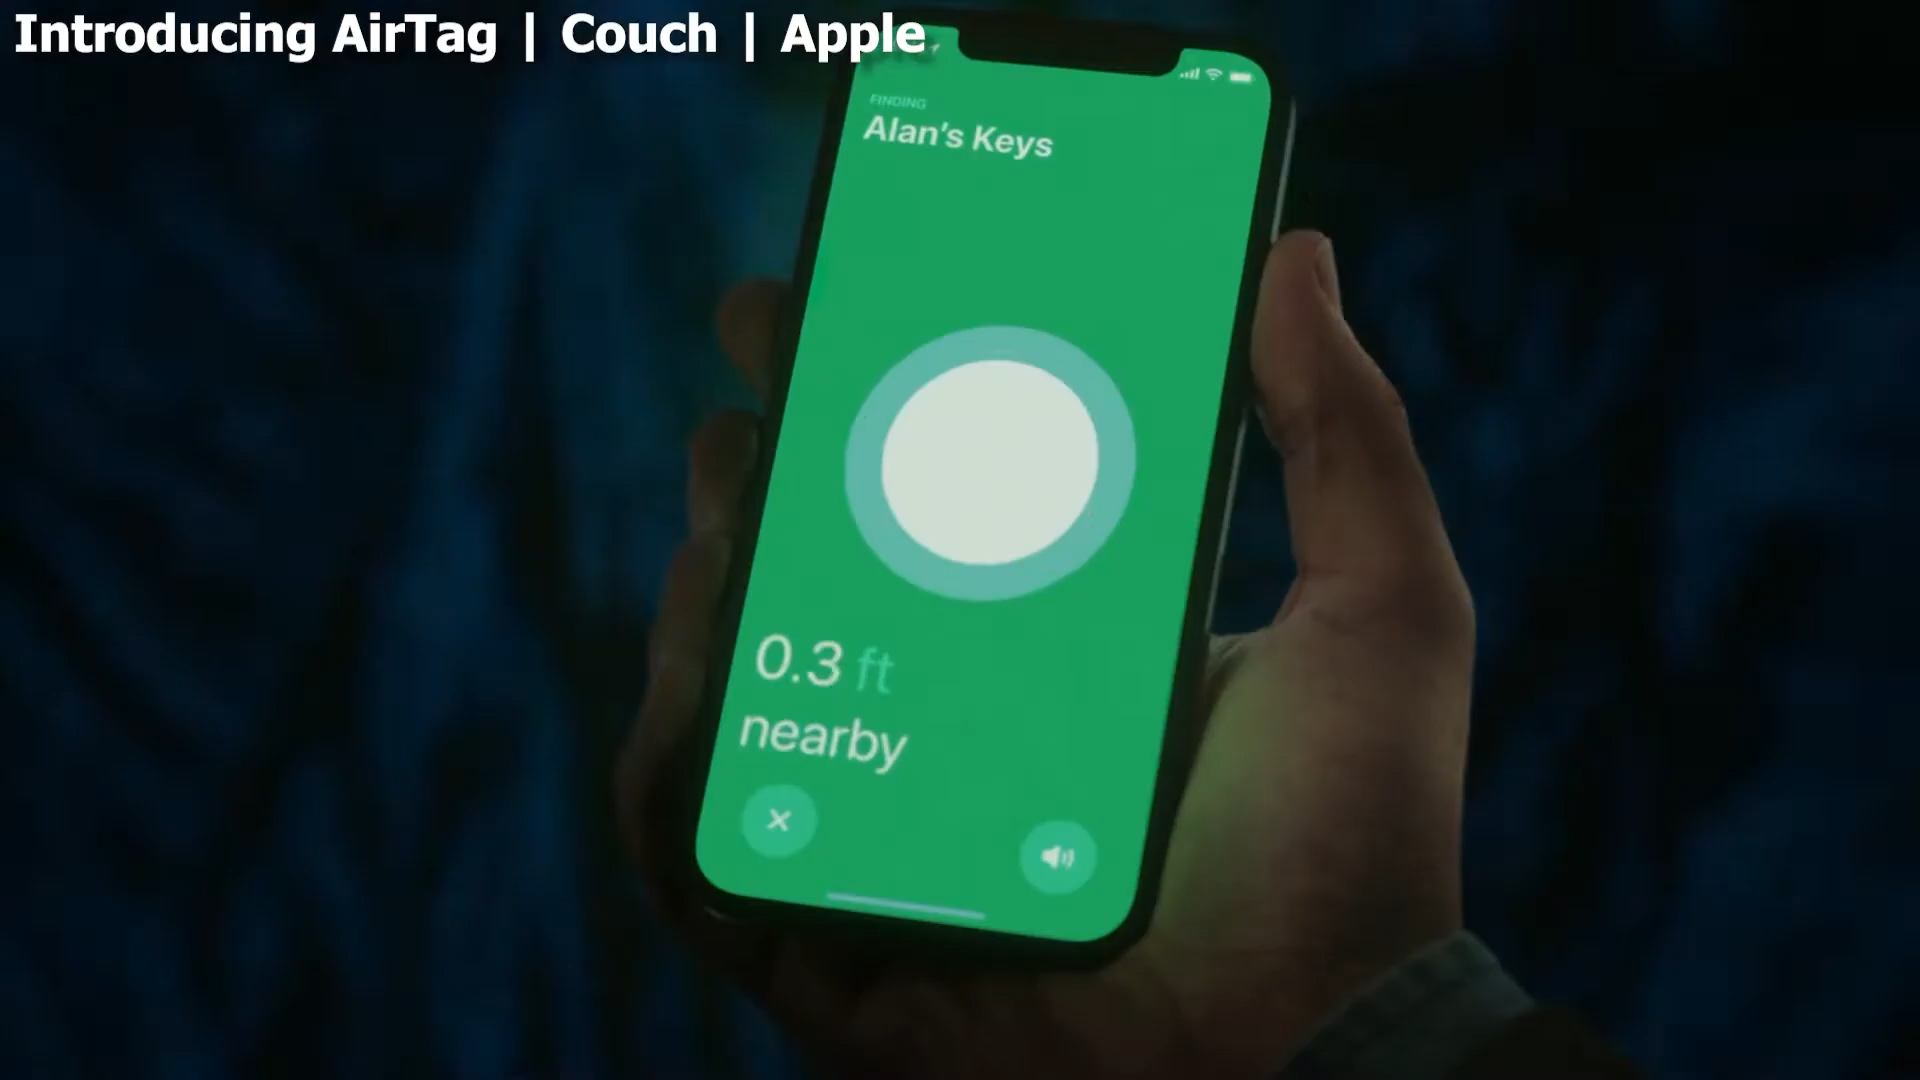 Introducing AirTag | Couch | Apple
FINDING
Alan's Keys
0.3 ft
nearby